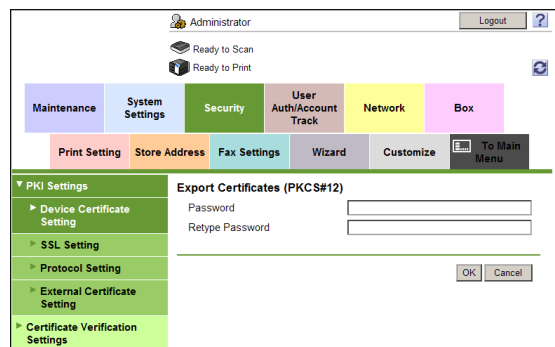 Administrator
Logout
?
Ready to Scan
Ready to Print
Maintenance
System
Settings
Security
User
Auth/Account
Track
Network
Box
Print Setting
Store Address
Fax Settings
Wizard
Customize
To Main
Menu
PKI Settings
Device Certificate
Setting
SSL Setting
Protocol Setting
External Certificate
Setting
Certificate Verification
Settings
Export Certificates (PKCS#12)
Password
Retype Password
OK
Cancel